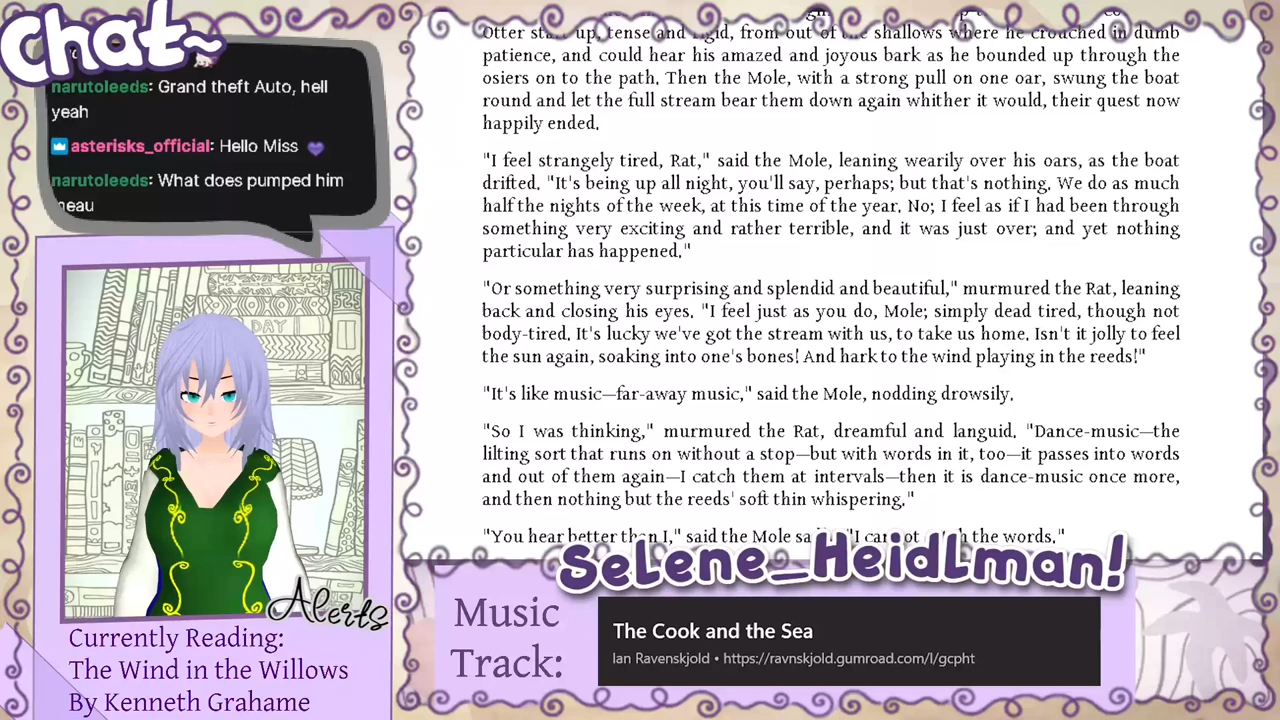 Chat~
narutoleeds: Grand theft Auto, hell
yeah
asterisks_official: Hello Miss 💜
narutoleeds: What does pumped him
DAY
Alerts
Currently Reading:
The Wind in the Willows
By Kenneth Grahame
Otter start up, tense and rigid, from out of the shallows where he crouched in dumb
patience, and could hear his amazed and joyous bark as he bounded up through the
osiers on to the path. Then the Mole, with a strong pull on one oar, swung the boat
round and let the full stream bear them down again whither it would, their quest now
happily ended.
"I feel strangely tired, Rat," said the Mole, leaning wearily over his oars, as the boat
drifted. "It's being up all night, you'll say, perhaps; but that's nothing. We do as much
half the nights of the week, at this time of the year. No; I feel as if I had been through
something very exciting and rather terrible, and it was just over; and yet nothing
particular has happened."
"Or something very surprising and splendid and beautiful," murmured the Rat, leaning
back and closing his eyes. "I feel just as you do, Mole; simply dead tired, though not
body-tired. It's lucky we've got the stream with us, to take us home. Isn't it jolly to feel
the sun again, soaking into one's bones! And hark to the wind playing in the reeds!"
"It's like music—far-away music," said the Mole, nodding drowsily.
"So I was thinking," murmured the Rat, dreamful and languid. "Dance-music—the
lilting sort that runs on without a stop—but with words in it, too—it passes into words
and out of them again—I catch them at intervals—then it is dance-music once more,
and then nothing but the reeds' soft thin whispering."
"You hear better than I," said the Mole "I cannot the words."
Selene_Heidlman!
Music
Track:
The Cook and the Sea
Ian Ravenskjold • https://ravnskjold.gumroad.com/l/gcpht